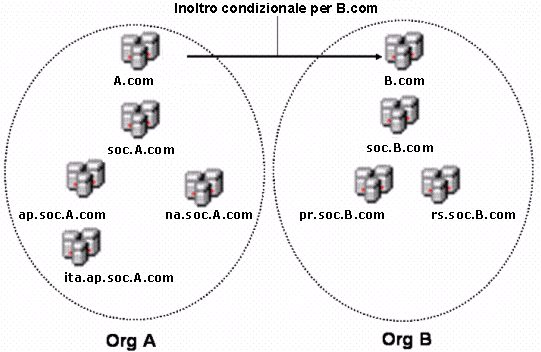 Inoltro condizionale per B.com
A.com
B.com
soc.A.com
soc.B.com
ap.soc.A.com
na.soc.A.com
pr.soc.B.com
rs.soc.B.com
ita.ap.soc.A.com
Org A
Org B